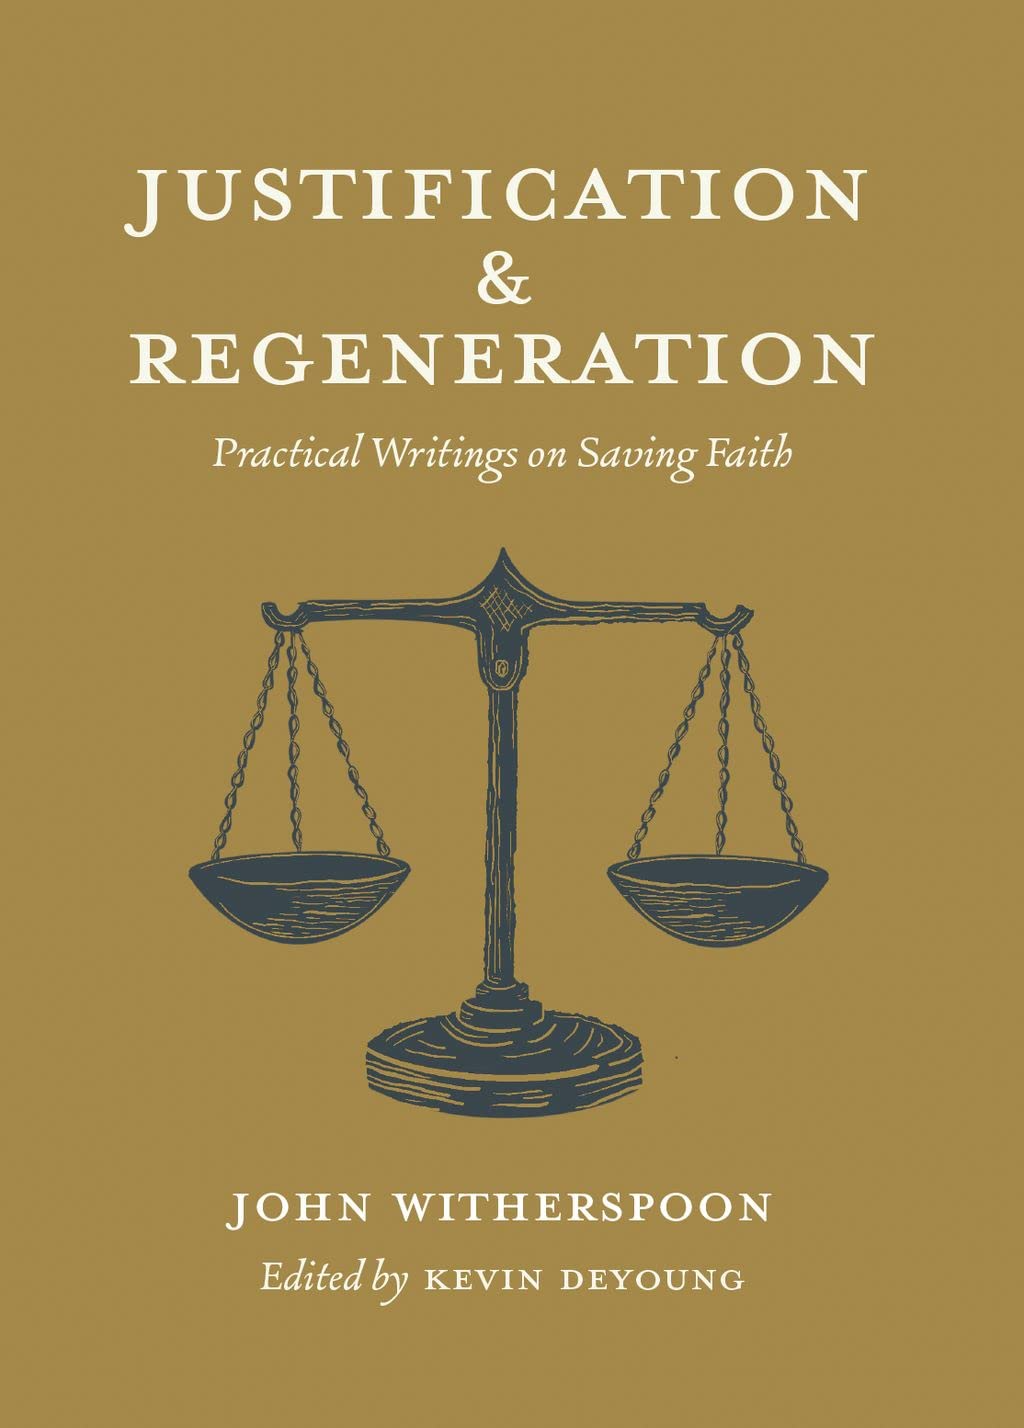 JUSTIFICATION
&
REGENERATION
Practical Writings on Saving Faith
JOHN WITHERSPOON
Edited by KEVIN DEYOUNG